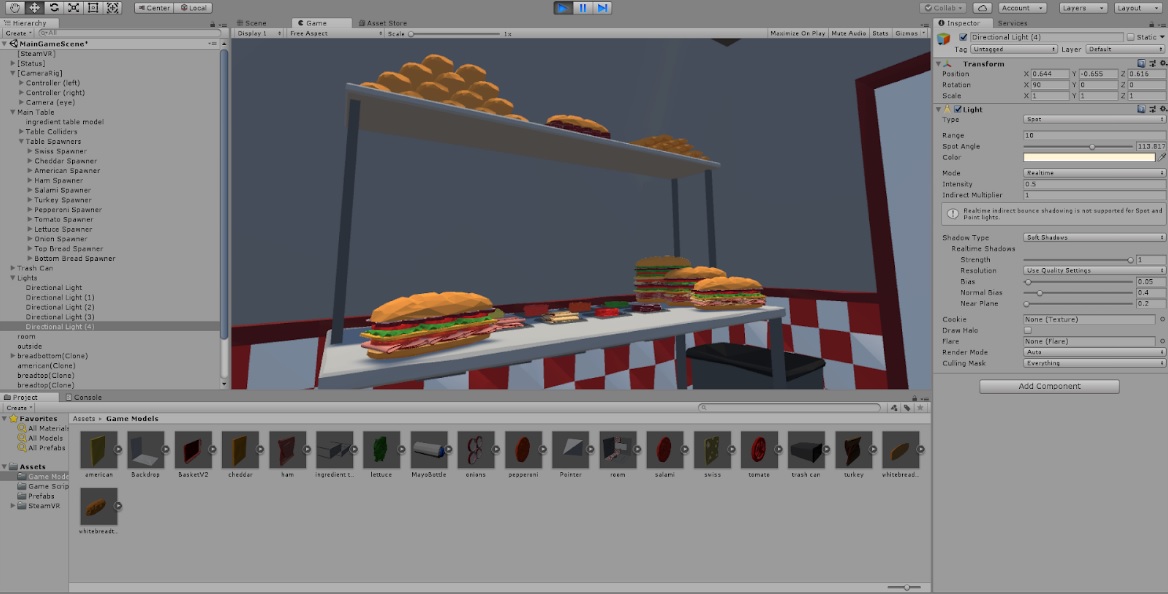 Center Local
Collab Account Layers Layout
Hierarchy
Create All
MainGameScene*
[SteamVR]
[Status]
[CameraRig]
Controller (left)
Controller (right)
Camera (eye)
Main Table
ingredient table model
Table Colliders
Table Spawners
Swiss Spawner
Cheddar Spawner
American Spawner
Ham Spawner
Salami Spawner
Turkey Spawner
Pepperoni Spawner
Tomato Spawner
Lettuce Spawner
Onion Spawner
Top Bread Spawner
Bottom Bread Spawner
Trash Can
Lights
Directional Light
Directional Light (1)
Directional Light (2)
Directional Light (3)
Directional Light (4)
room
outside
breadbottom(Clone)
american(Clone)
breadtop(Clone)
breadtop(Clone)
Scene Game Asset Store
Display 1 Free Aspect Scale 1x Maximize On Play Mute Audio Stats Gizmos
Inspector Services
Directional Light (4) Static
Tag Untagged Layer Default
Transform
Position X 0.644 Y -0.655 Z 0.616
Rotation X 90 Y 0 Z 0
Scale X 1 Y 1 Z 1
Light
Type Spot
Range 10
Spot Angle 113.817
Color
Mode Realtime
Intensity 0.5
Indirect Multiplier 1
Realtime indirect bounce shadowing is not supported for Spot and
Point lights.
Shadow Type Soft Shadows
Realtime Shadows
Strength 1
Resolution Use Quality Settings
Bias 0.05
Normal Bias 0.4
Near Plane 0.2
Cookie None (Texture)
Draw Halo
Flare None (Flare)
Render Mode Auto
Culling Mask Everything
Add Component
Project Console
Create
Favorites
All Material
All Models
All Prefabs
Assets
Game Mode
Game Scrip
Prefabs
SteamVR
Assets Game Models
american Backdrop BasketV2 cheddar ham ingredient t... lettuce MayoBottle onions pepperoni Pointer room salami swiss tomato trash can turkey whitebread...
whitebreadt...